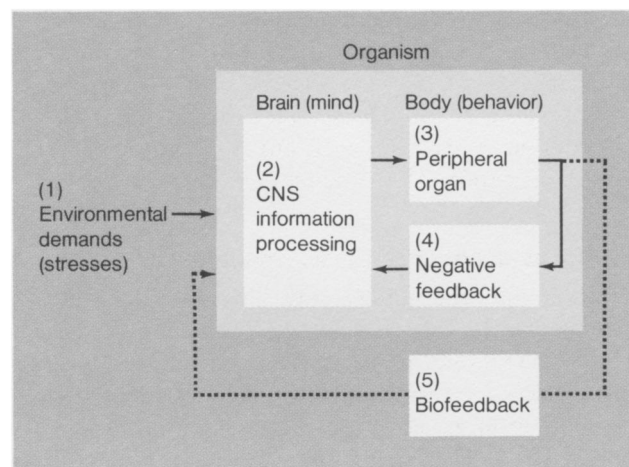 Organism
Brain (mind)
Body (behavior)
(1)
Environmental
demands
(stresses)
(2)
CNS
information
processing
(3)
Peripheral
organ
(4)
Negative
feedback
(5)
Biofeedback